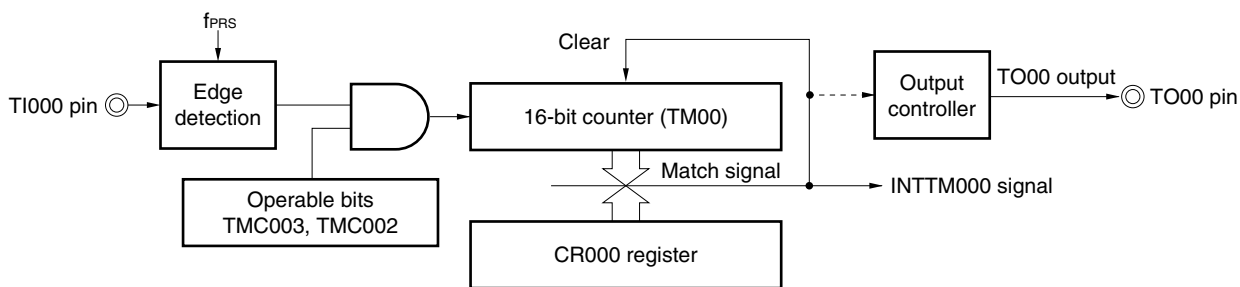 fPRS
TI000 pin
Edge
detection
Operable bits
TMC003, TMC002
Clear
16-bit counter (TM00)
Match signal
CR000 register
INTTM000 signal
Output
controller
TO00 output
TO00 pin